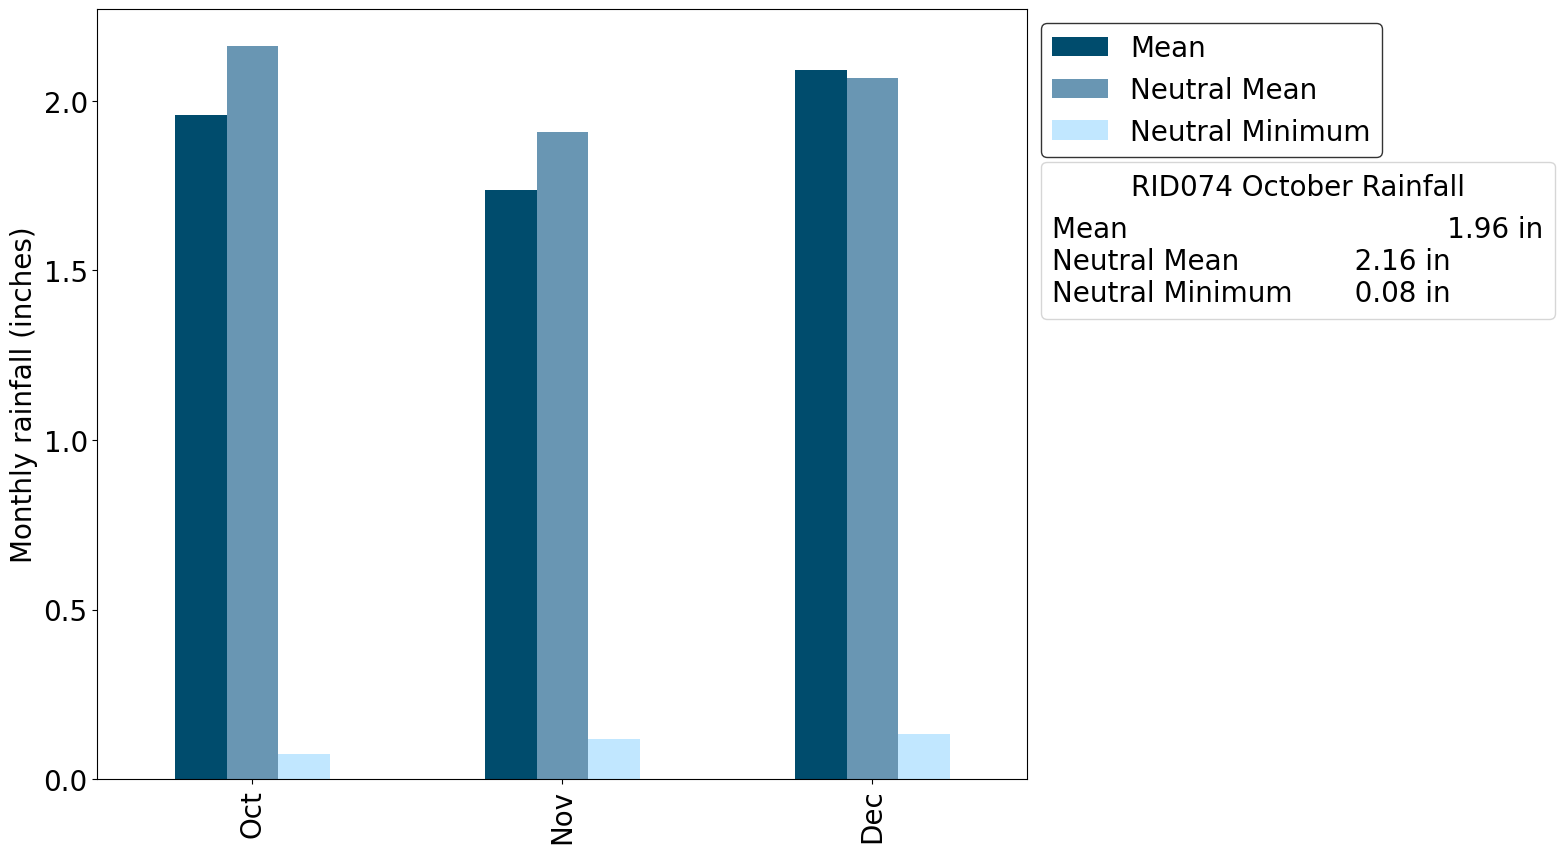 Mean
Neutral Mean
Neutral Minimum
RID074 October Rainfall
Mean 1.96 in
Neutral Mean 2.16 in
Neutral Minimum 0.08 in
Monthly rainfall (inches)
2.0
1.5
1.0
0.5
0.0
Oct
Nov
Dec